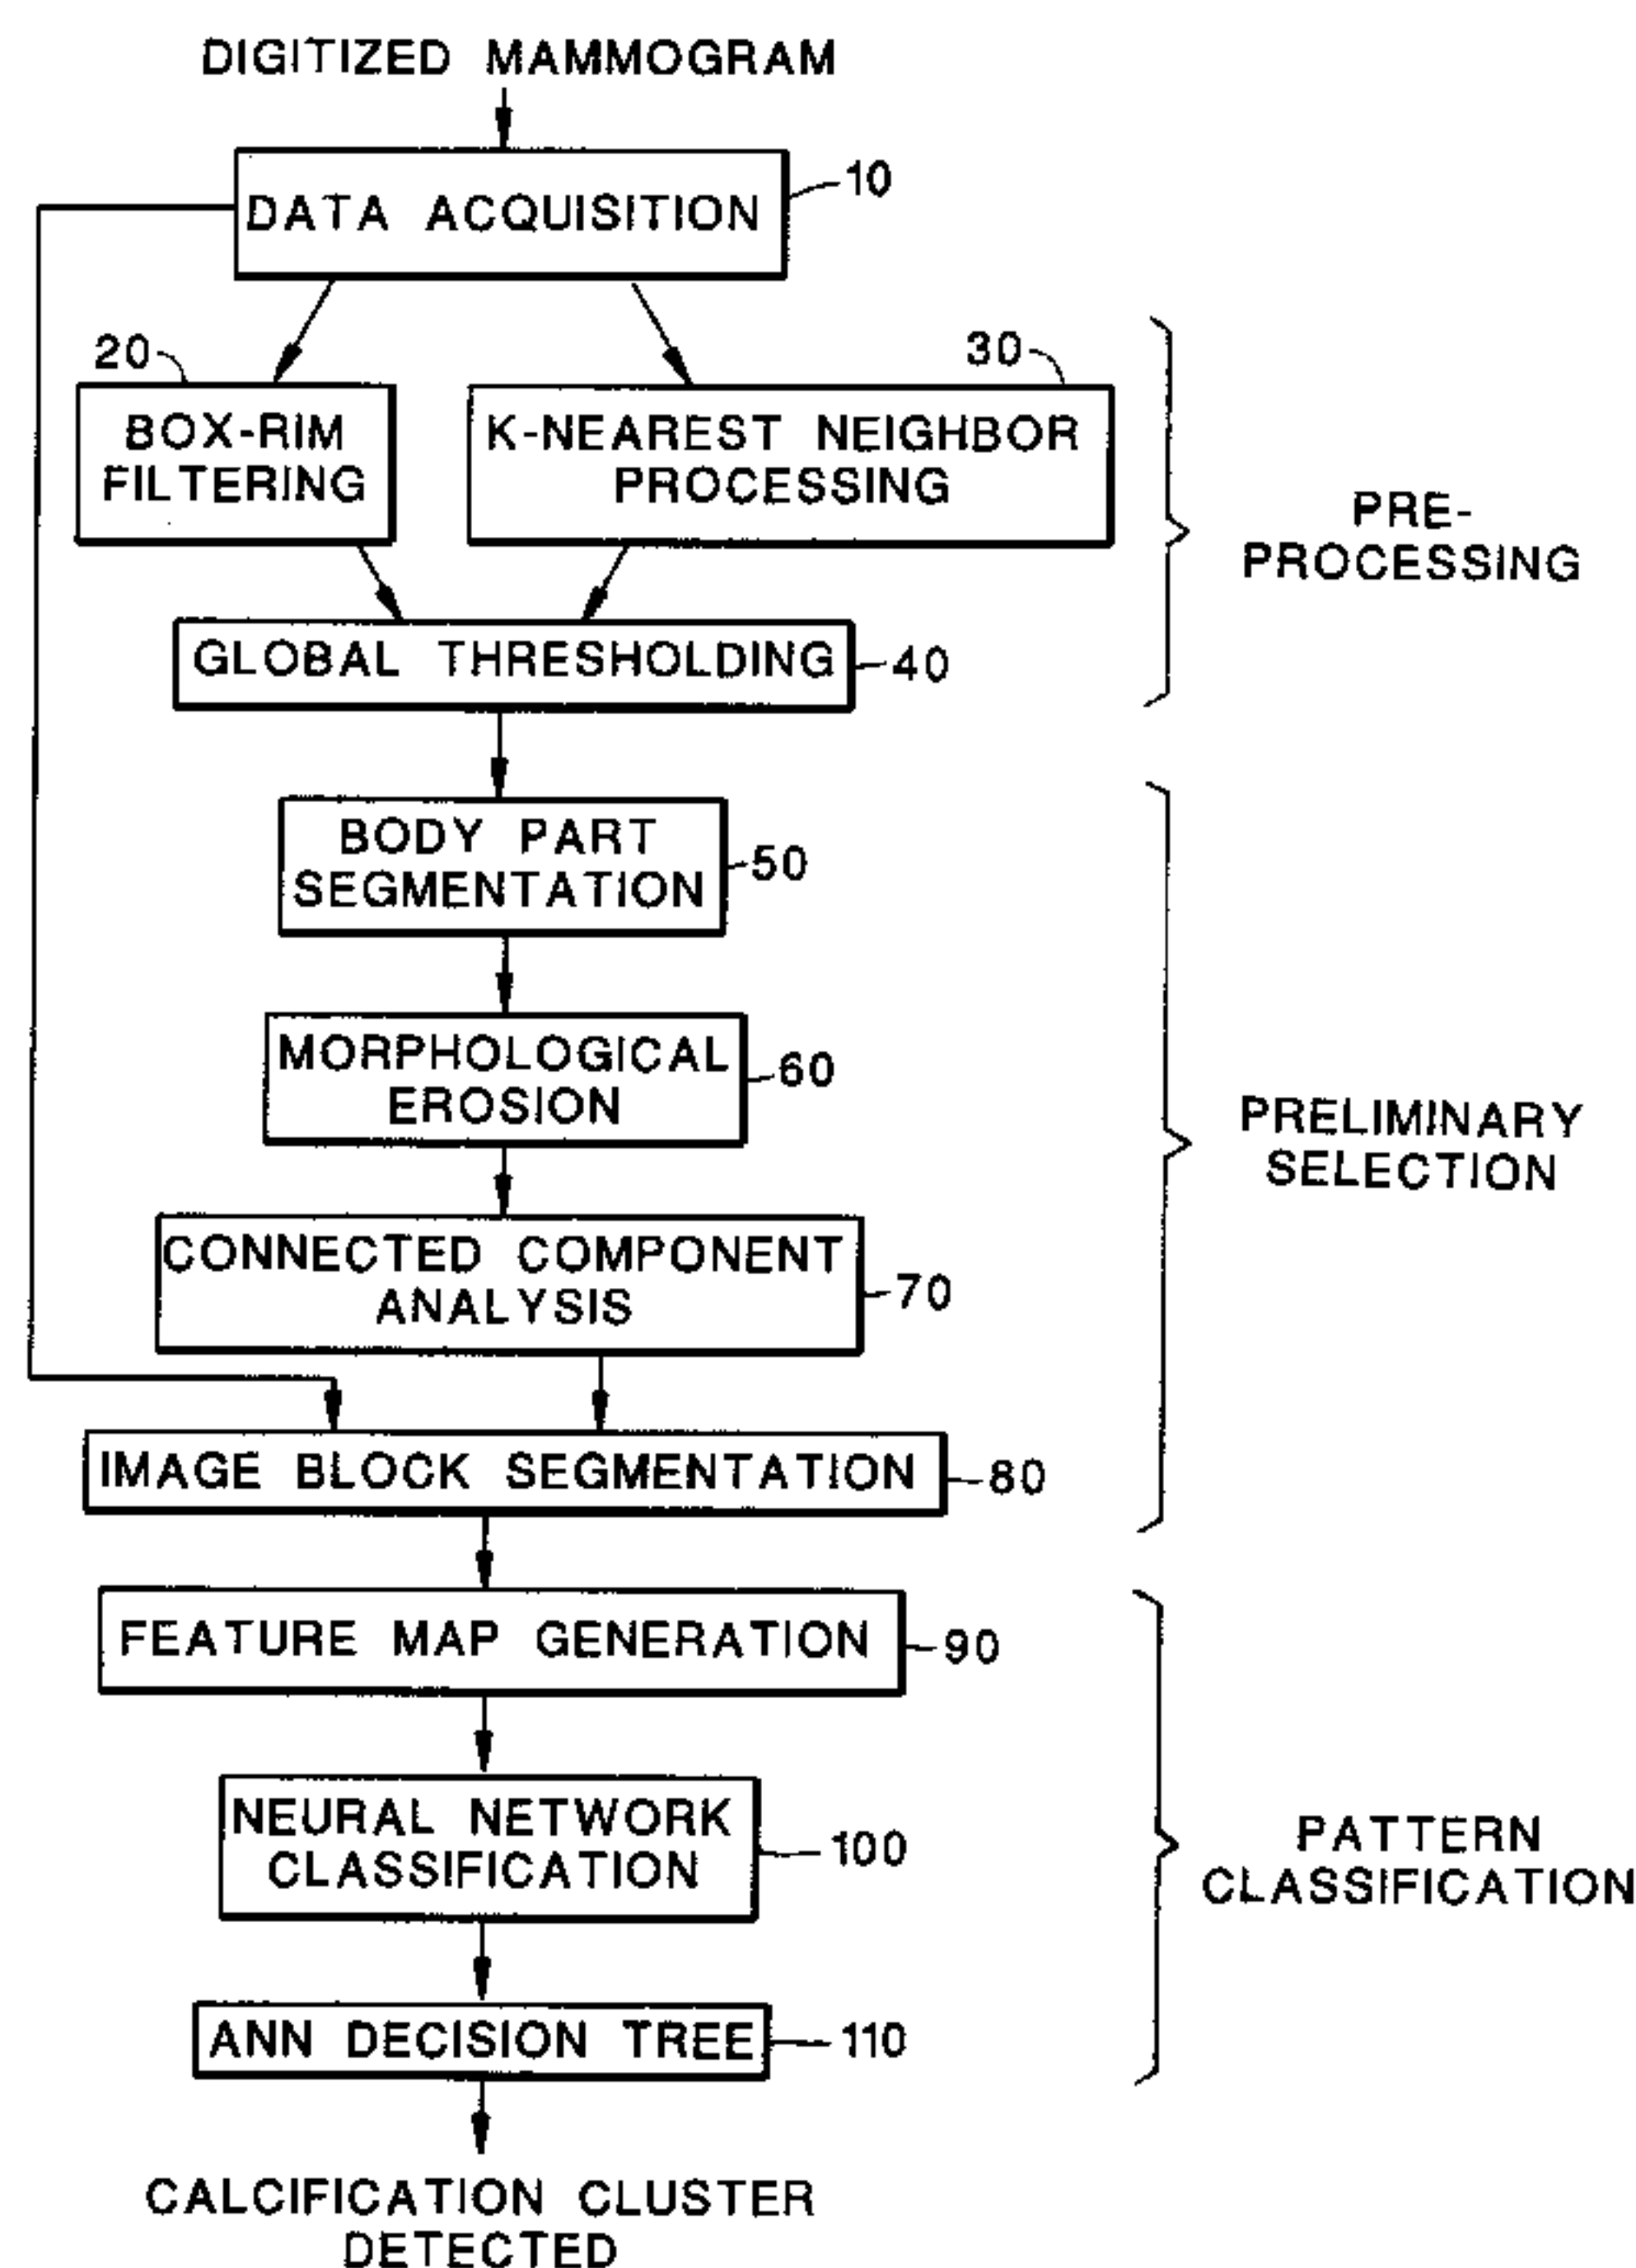 DIGITIZED MAMMOGRAM
DATA ACQUISITION
10
20
30
BOX-RIM
FILTERING
K-NEAREST NEIGHBOR
PROCESSING
PRE-
PROCESSING
GLOBAL THRESHOLDING
40
BODY PART
SEGMENTATION
50
MORPHOLOGICAL
EROSION
60
PRELIMINARY
SELECTION
CONNECTED COMPONENT
ANALYSIS
70
IMAGE BLOCK SEGMENTATION
80
FEATURE MAP GENERATION
90
NEURAL NETWORK
CLASSIFICATION
100
PATTERN
CLASSIFICATION
ANN DECISION TREE
110
CALCIFICATION CLUSTER
DETECTED